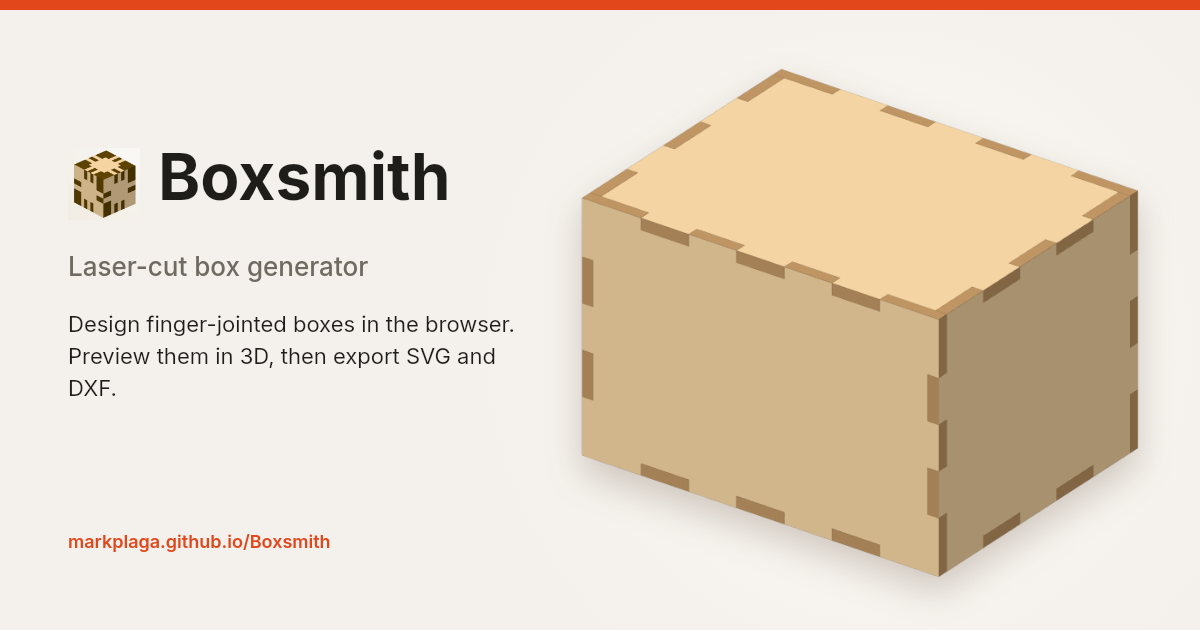 Boxsmith
Laser-cut box generator
Design finger-jointed boxes in the browser.
Preview them in 3D, then export SVG and
DXF.
markplaga.github.io/Boxsmith